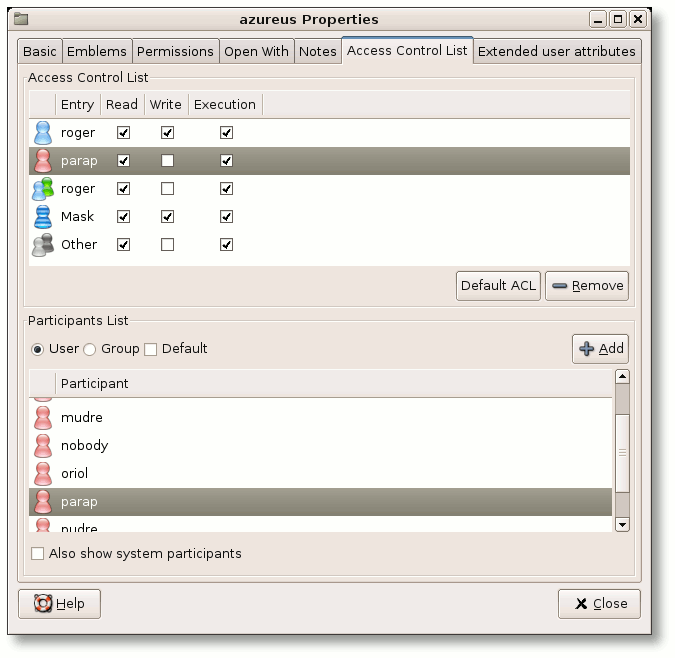 azureus Properties
Basic Emblems Permissions Open With Notes Access Control List Extended user attributes
Access Control List
Entry Read Write Execution
roger
parap
roger
Mask
Other
Default ACL Remove
Participants List
User Group Default Add
Participant
mudre
nobody
oriol
parap
pudre
Also show system participants
Help Close